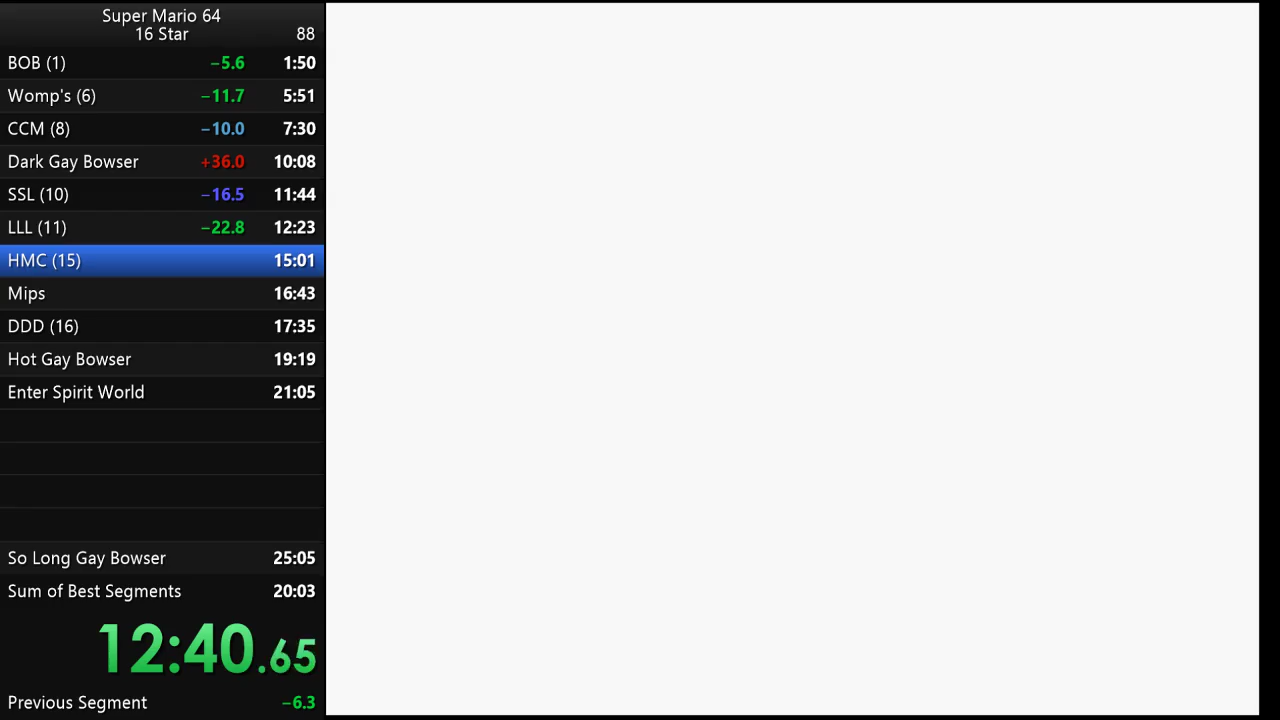 Super Mario 64
16 Star 88
BOB (1) −5.6 1:50
Womp's (6) −11.7 5:51
CCM (8) −10.0 7:30
Dark Gay Bowser +36.0 10:08
SSL (10) −16.5 11:44
LLL (11) −22.8 12:23
HMC (15) 15:01
Mips 16:43
DDD (16) 17:35
Hot Gay Bowser 19:19
Enter Spirit World 21:05
So Long Gay Bowser 25:05
Sum of Best Segments 20:03
12:40.65
Previous Segment −6.3